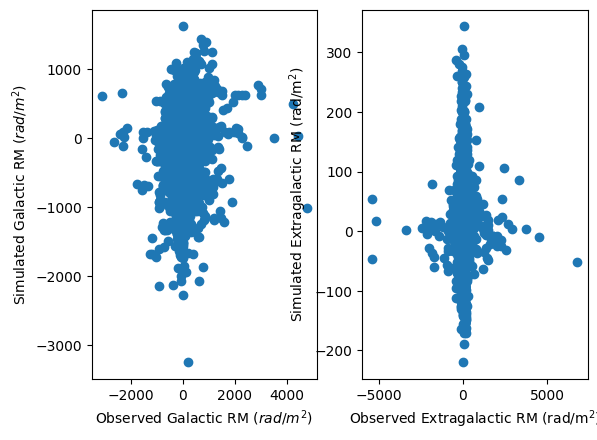 Simulated Galactic RM (rad/m²)
1000
0
−1000
−2000
−3000
−2000 0 2000 4000
Observed Galactic RM (rad/m²)
Simulated Extragalactic RM (rad/m²)
300
200
100
0
−100
−200
−5000 0 5000
Observed Extragalactic RM (rad/m²